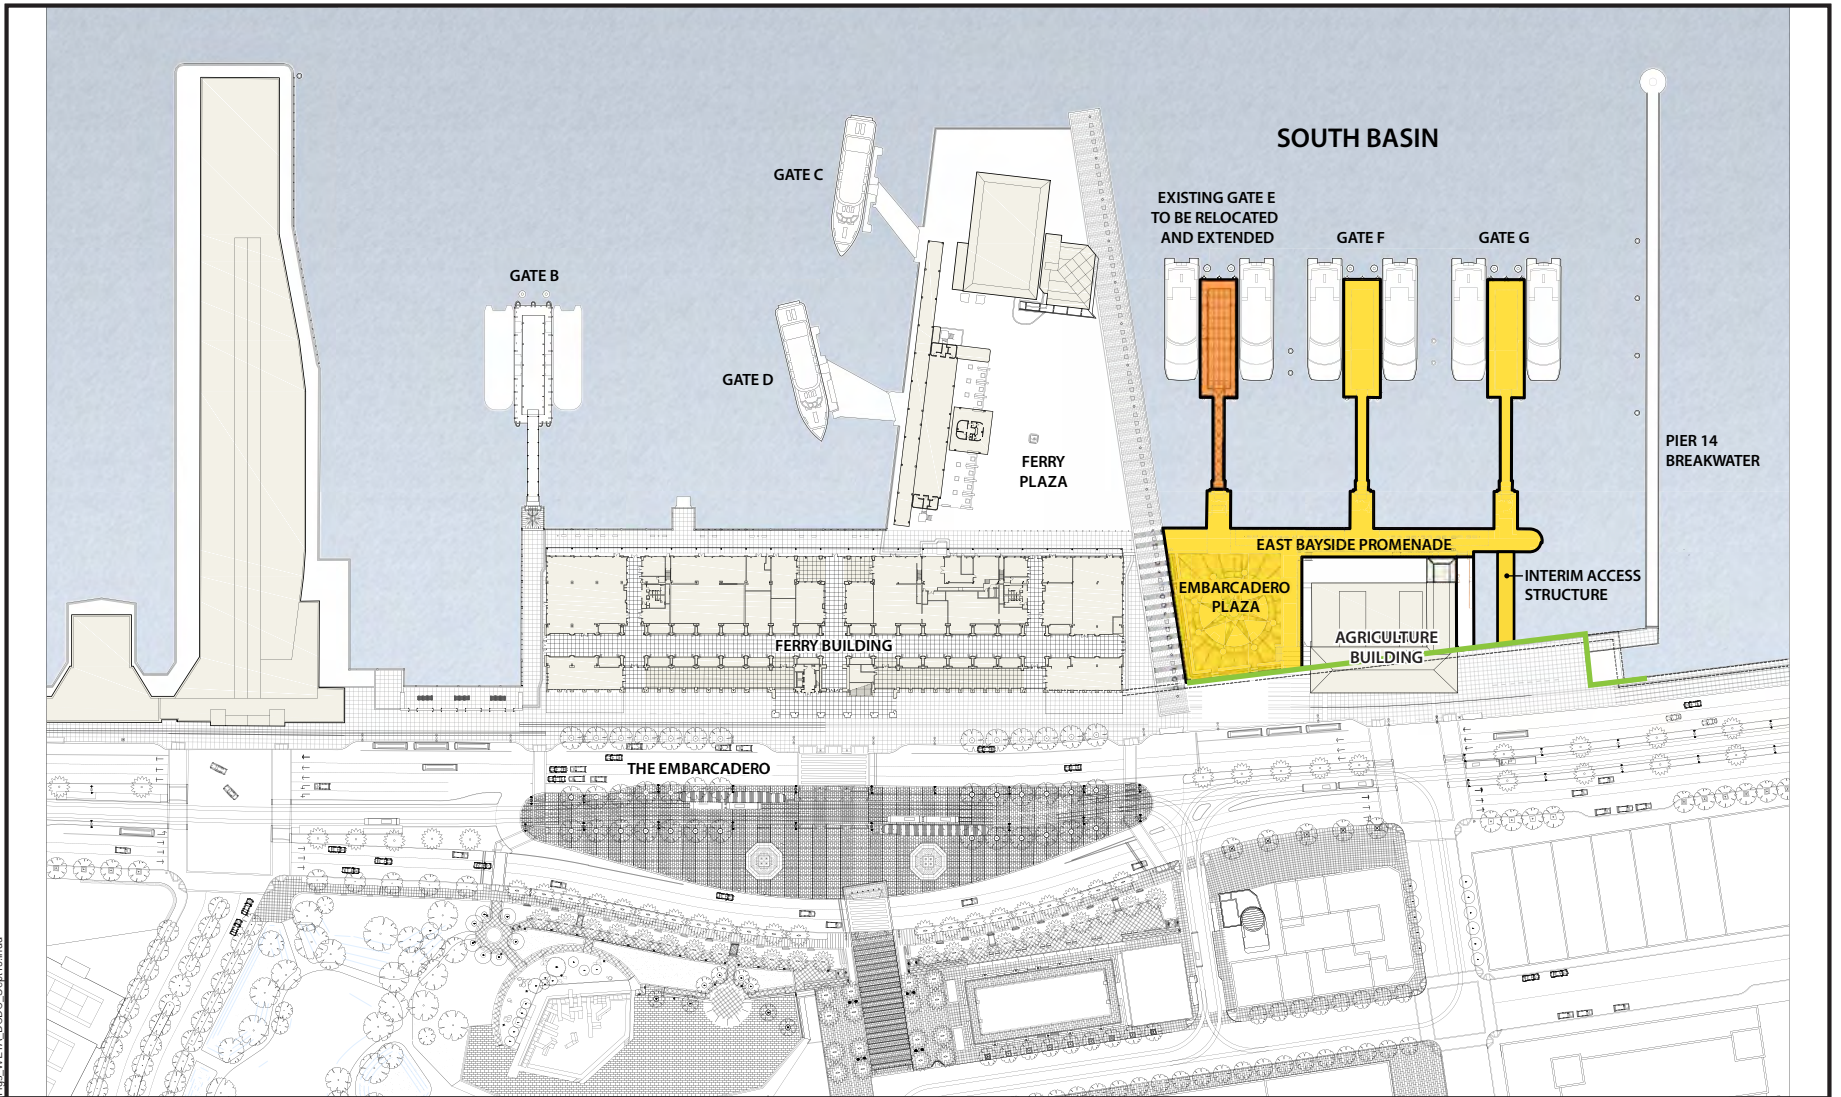 SOUTH BASIN
GATE C
EXISTING GATE E
TO BE RELOCATED
AND EXTENDED
GATE F
GATE G
GATE B
GATE D
FERRY
PLAZA
PIER 14
BREAKWATER
EAST BAYSIDE PROMENADE
EMBARCADERO
PLAZA
INTERIM ACCESS
STRUCTURE
FERRY BUILDING
AGRICULTURE
BUILDING
THE EMBARCADERO